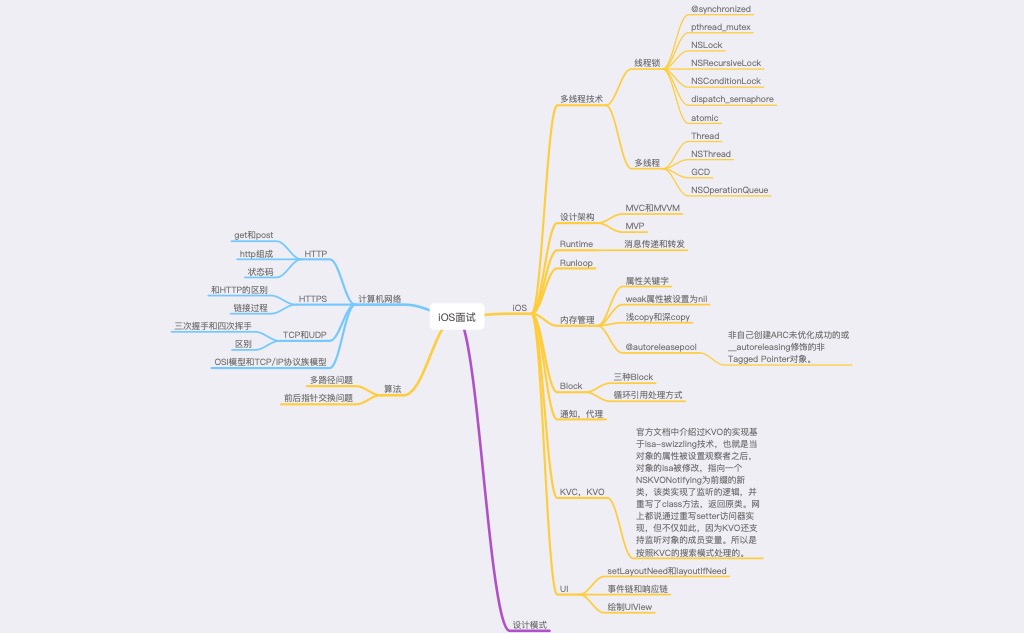 iOS面试
iOS
多线程技术
线程锁
@synchronized
pthread_mutex
NSLock
NSRecursiveLock
NSConditionLock
dispatch_semaphore
atomic
多线程
Thread
NSThread
GCD
NSOperationQueue
设计架构
MVC和MVVM
MVP
Runtime
消息传递和转发
Runloop
内存管理
属性关键字
weak属性被设置为nil
浅copy和深copy
@autoreleasepool
非自己创建ARC未优化成功的或
__autoreleasing修饰的非
Tagged Pointer对象。
Block
三种Block
循环引用处理方式
通知，代理
KVC，KVO
官方文档中介绍过KVO的实现基
于isa-swizzling技术，也就是当
对象的属性被设置观察者之后，
对象的isa被修改，指向一个
NSKVONotifying为前缀的新
类，该类实现了监听的逻辑，并
重写了class方法，返回原类。网
上都说通过重写setter访问器实
现，但不仅如此，因为KVO还支
持监听对象的成员变量。所以是
按照KVC的搜索模式处理的。
UI
setLayoutNeed和layoutIfNeed
事件链和响应链
绘制UIView
计算机网络
HTTP
get和post
http组成
状态码
HTTPS
和HTTP的区别
链接过程
TCP和UDP
三次握手和四次挥手
区别
OSI模型和TCP/IP协议族模型
算法
多路径问题
前后指针交换问题
设计模式